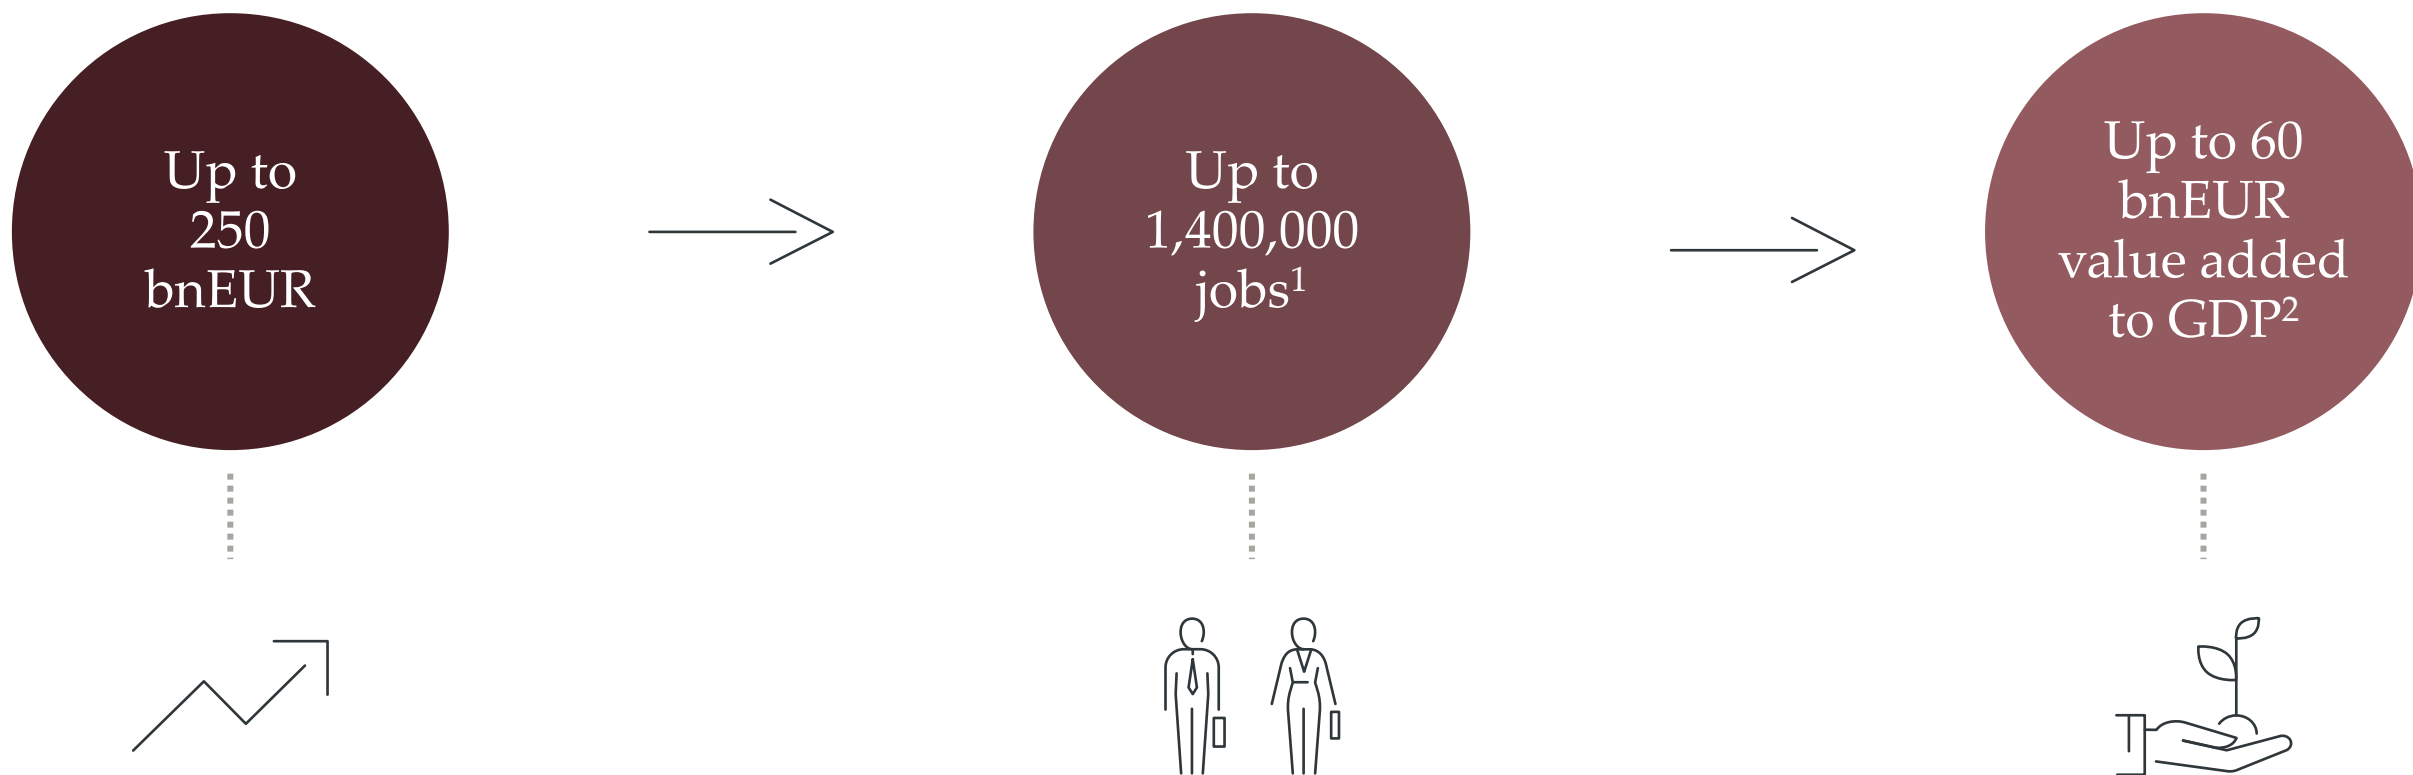 Up to
250
bnEUR
Up to
1,400,000
jobs¹
Up to 60
bnEUR
value added
to GDP²